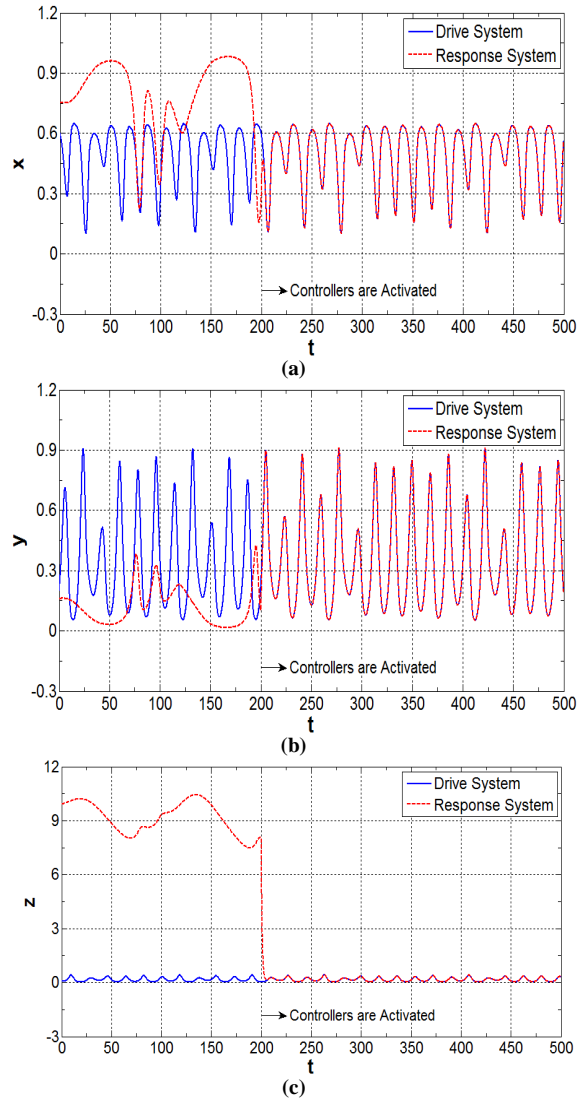 1.2
0.9
0.6
0.3
0
-0.3
x
Drive System
Response System
Controllers are Activated
0 50 100 150 200 250 300 350 400 450 500
t
(a)
1.2
0.9
0.6
0.3
0
-0.3
y
Drive System
Response System
Controllers are Activated
0 50 100 150 200 250 300 350 400 450 500
t
(b)
12
9
6
3
0
-3
z
Drive System
Response System
Controllers are Activated
0 50 100 150 200 250 300 350 400 450 500
t
(c)